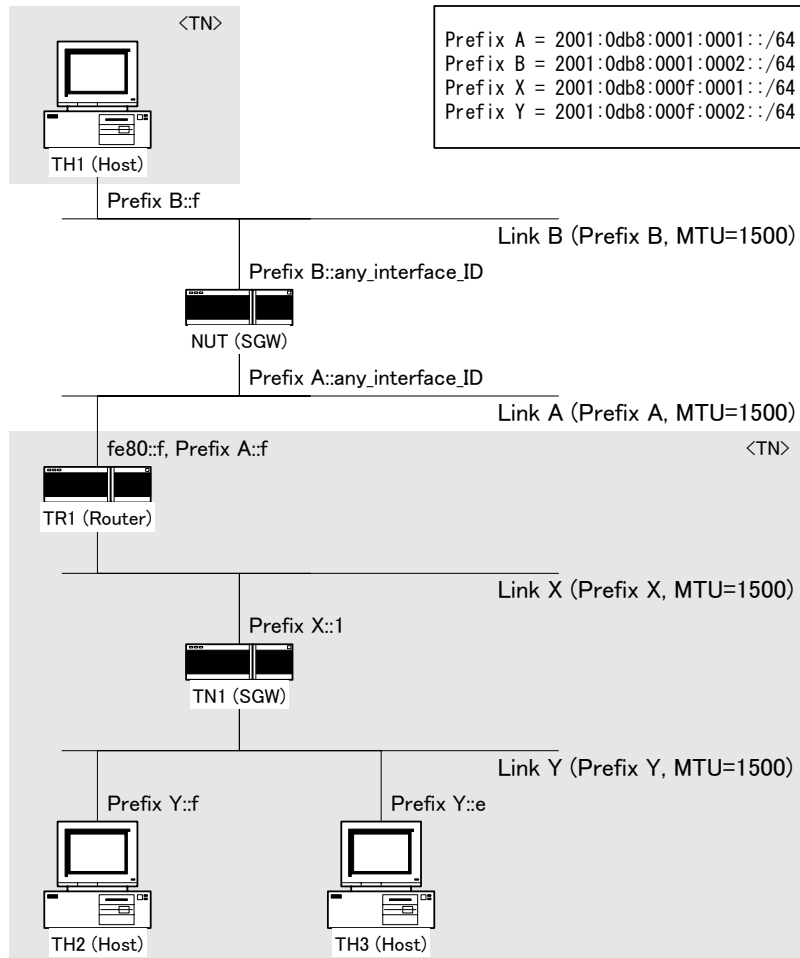 <TN>
Prefix A = 2001:0db8:0001:0001::/64
Prefix B = 2001:0db8:0001:0002::/64
Prefix X = 2001:0db8:000f:0001::/64
Prefix Y = 2001:0db8:000f:0002::/64
TH1 (Host)
Prefix B::f
Link B (Prefix B, MTU=1500)
Prefix B::any_interface_ID
NUT (SGW)
Prefix A::any_interface_ID
Link A (Prefix A, MTU=1500)
fe80::f, Prefix A::f
<TN>
TR1 (Router)
Link X (Prefix X, MTU=1500)
Prefix X::1
TN1 (SGW)
Link Y (Prefix Y, MTU=1500)
Prefix Y::f
Prefix Y::e
TH2 (Host)
TH3 (Host)